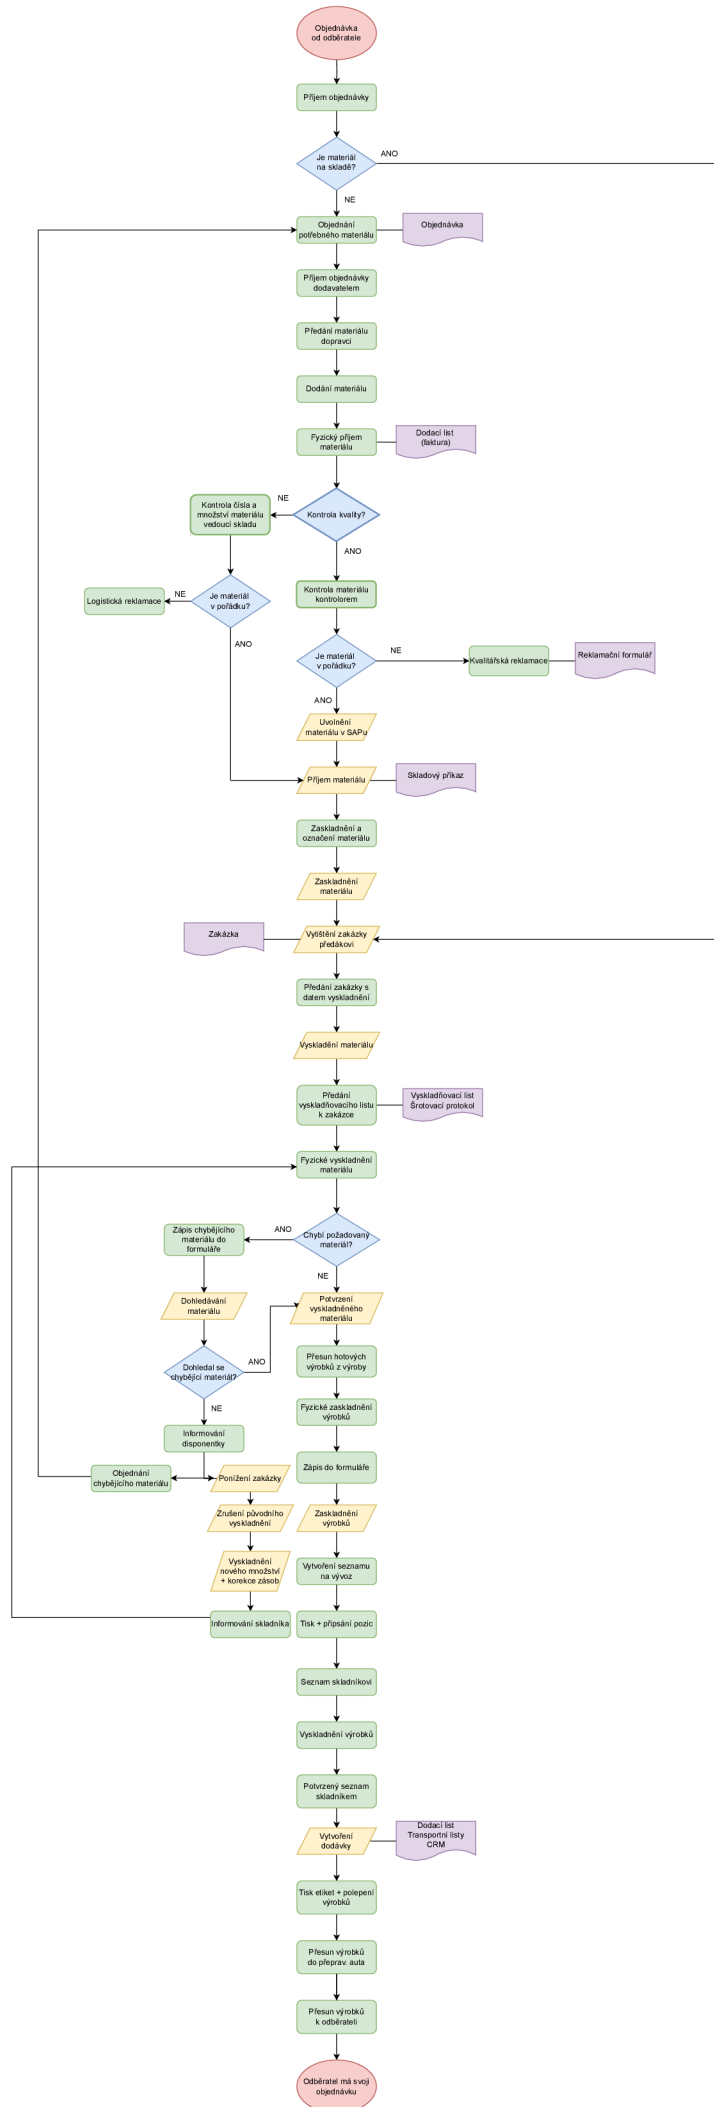 Objednávka
od odběratele
Příjem objednávky
Je materiál
na skladě?
ANO
NE
Objednání
potřebného materiálu
Objednávka
Příjem objednávky
dodavatelem
Předání materiálu
dopravci
Dodání materiálu
Fyzický příjem
materiálu
Dodací list
(faktura)
Kontrola kvality?
NE
Kontrola čísla a
množství materiálu
vedoucí skladu
ANO
Kontrola materiálu
kontrolorem
Je materiál
v pořádku?
NE
Logistická reklamace
ANO
Je materiál
v pořádku?
NE
Kvalitářská reklamace
Reklamační formulář
ANO
Uvolnění
materiálu v SAPu
Příjem materiálu
Skladový příkaz
Zaskladnění a
označení materiálu
Zaskladnění
materiálu
Zakázka
Vytištění zakázky
předákovi
Předání zakázky s
datem vyskladnění
Vyskladění materiálu
Předání
vyskladňovacího listu
k zakázce
Vyskladňovací list
Šrotovací protokol
Fyzické vyskladnění
materiálu
Chybí požadovaný
materiál?
ANO
Zápis chybějícího
materiálu do
formuláře
NE
Dohledávání
materiálu
Potvrzení
vyskladněného
materiálu
Dohledal se
chybějící materiál?
ANO
NE
Přesun hotových
výrobků z výroby
Fyzické zaskladnění
výrobků
Informování
disponentky
Objednání
chybějícího materiálu
Ponížení zakázky
Zápis do formuláře
Zrušení původního
vyskladnění
Zaskladnění
výrobků
Vyskladnění
nového množství
+ korekce zásob
Vytvoření seznamu
na vývoz
Informování skladníka
Tisk + připsání pozic
Seznam skladníkovi
Vyskladnění výrobků
Potvrzený seznam
skladníkem
Vytvoření
dodávky
Dodací list
Transportní listy
CRM
Tisk etiket + polepení
výrobků
Přesun výrobků
do přeprav. auta
Přesun výrobků
k odběrateli
Odběratel má svoji
objednávku